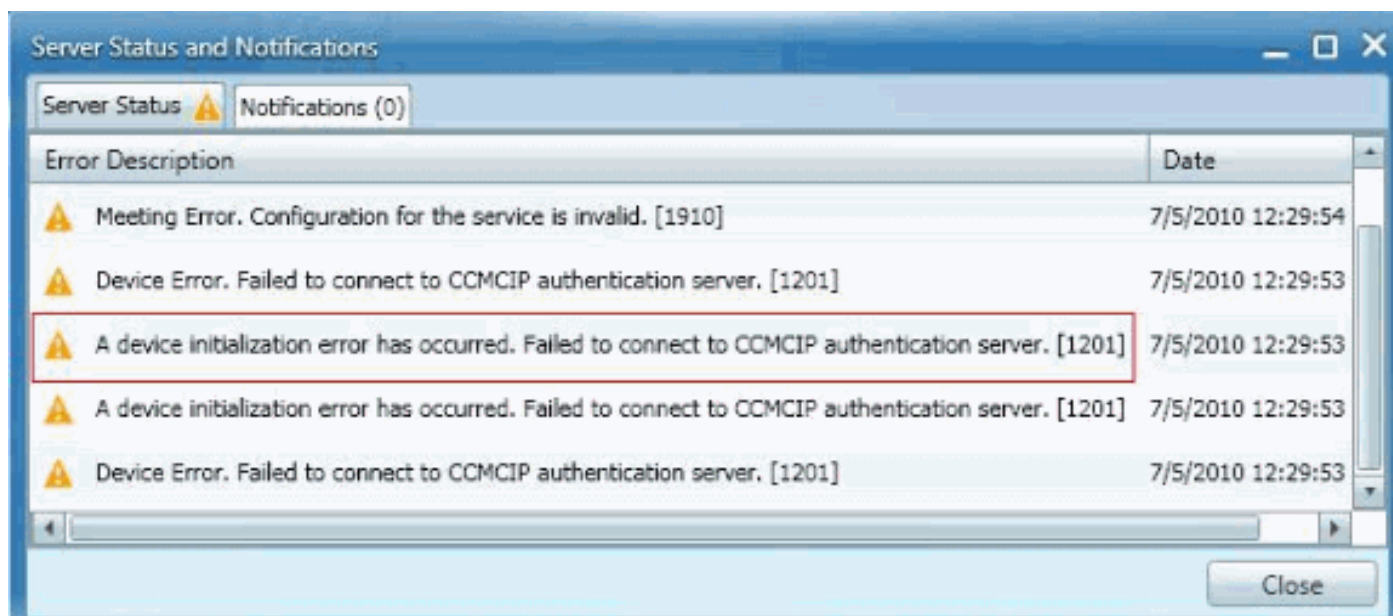 Server Status and Notifications
Server Status Notifications (0)
Error Description Date
Meeting Error. Configuration for the service is invalid. [1910] 7/5/2010 12:29:54
Device Error. Failed to connect to CCMCIP authentication server. [1201] 7/5/2010 12:29:53
A device initialization error has occurred. Failed to connect to CCMCIP authentication server. [1201] 7/5/2010 12:29:53
A device initialization error has occurred. Failed to connect to CCMCIP authentication server. [1201] 7/5/2010 12:29:53
Device Error. Failed to connect to CCMCIP authentication server. [1201] 7/5/2010 12:29:53
Close